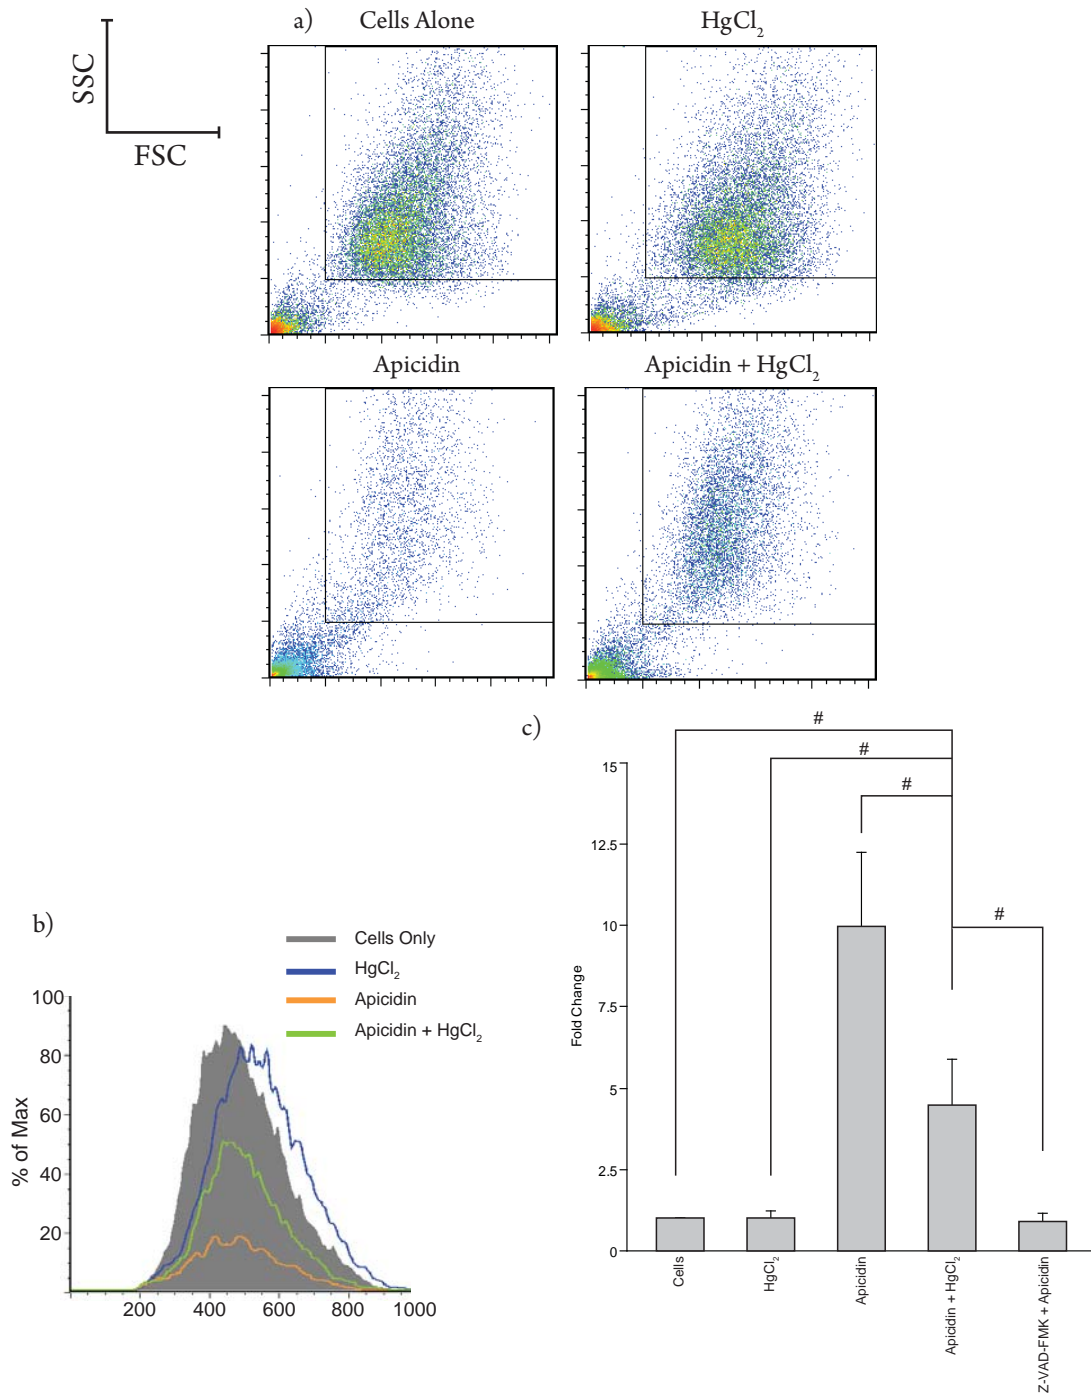 a)
Cells Alone
HgCl₂
SSC
FSC
Apicidin
Apicidin + HgCl₂
c)
#
#
#
#
15
12.5
10
7.5
5
2.5
0
Fold Change
Cells
HgCl₂
Apicidin
Apicidin + HgCl₂
Z-VAD-FMK + Apicidin
b)
Cells Only
HgCl₂
Apicidin
Apicidin + HgCl₂
100
80
60
40
20
% of Max
200
400
600
800
1000